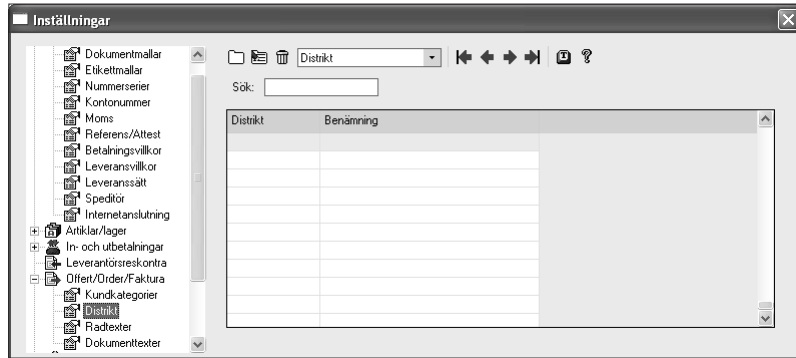 Inställningar
Dokumentmallar
Etikettmallar
Nummerserier
Kontonummer
Moms
Referens/Attest
Betalningsvillkor
Leveransvillkor
Leveranssätt
Speditör
Internetanslutning
Artiklar/lager
In- och utbetalningar
Leverantörsreskontra
Offert/Order/Faktura
Kundkategorier
Distrikt
Radtexter
Dokumenttexter
Distrikt
Sök:
Distrikt Benämning